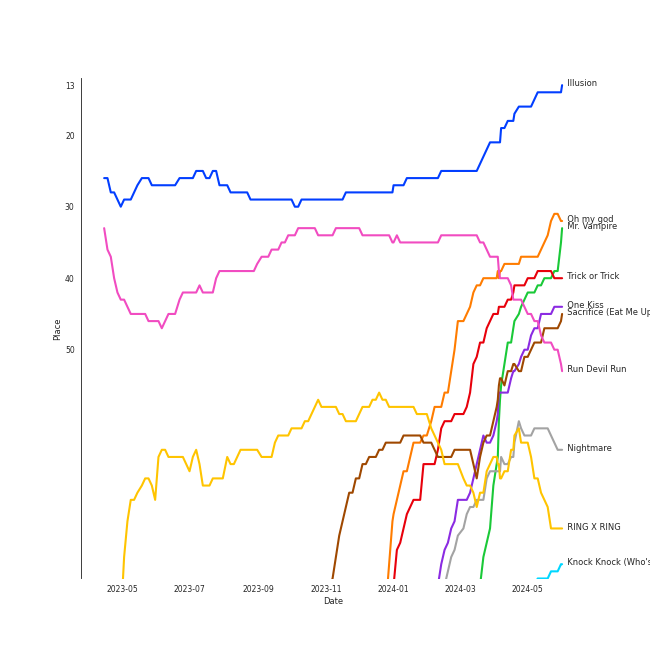 13
Illusion
20
30
Oh my god
Mr. Vampire
40
Trick or Trick
One Kiss
Sacrifice (Eat Me Up
Place
50
Run Devil Run
Nightmare
RING X RING
Knock Knock (Who's
2023-05
2023-07
2023-09
2023-11
2024-01
2024-03
2024-05
Date